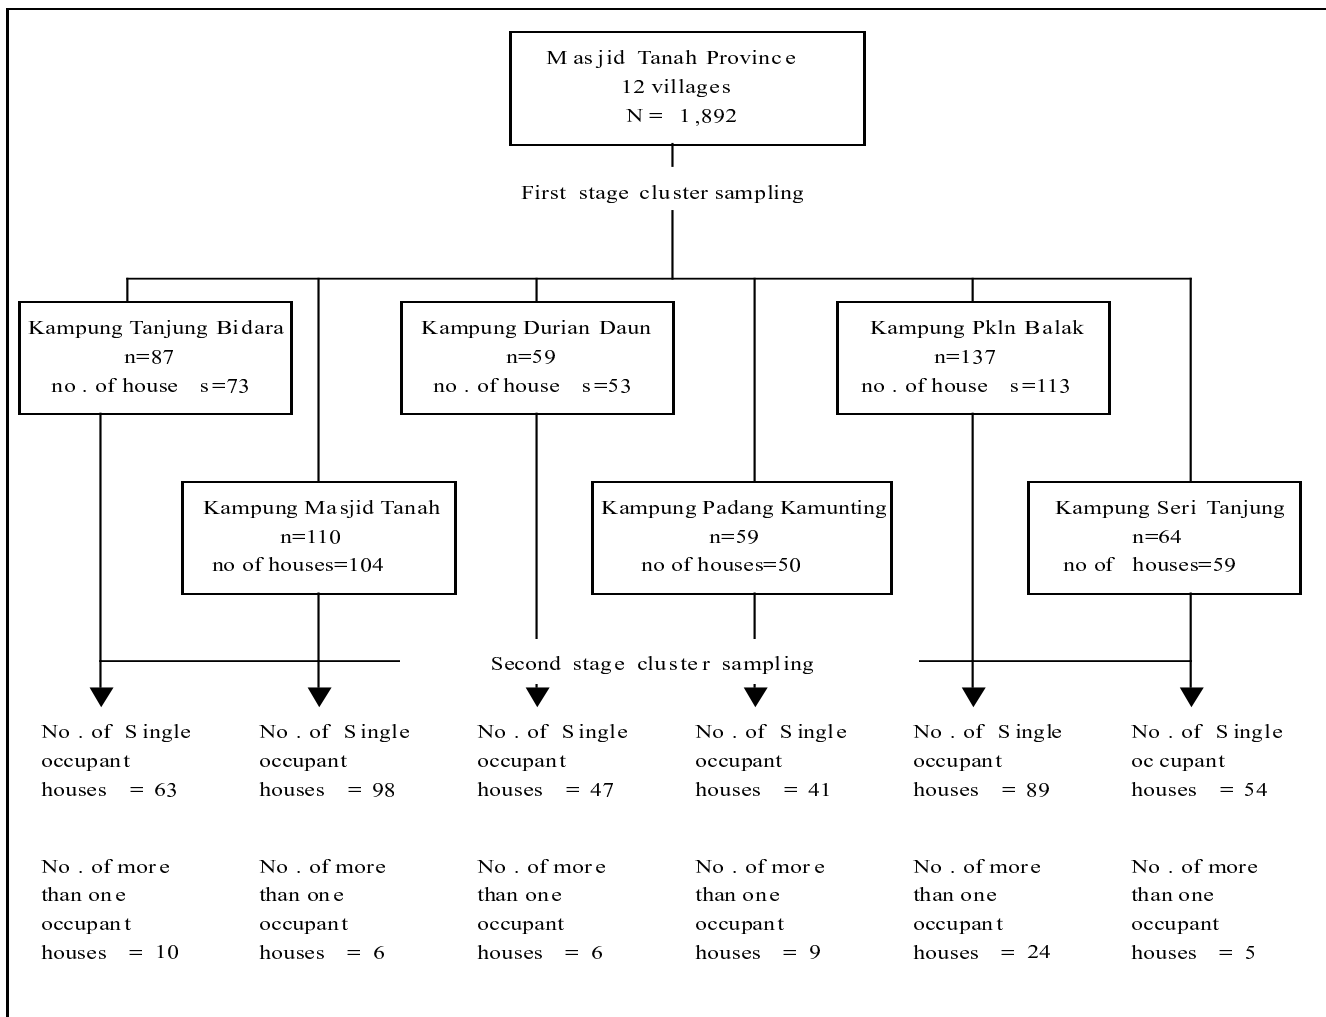 Masjid Tanah Province
12 villages
N = 1,892
First stage cluster sampling
Kampung Tanjung Bidara
n=87
no . of house s=73
Kampung Durian Daun
n=59
no . of house s=53
Kampung Pkln Balak
n=137
no . of house s=113
Kampung Masjid Tanah
n=110
no of houses=104
Kampung Padang Kamunting
n=59
no of houses=50
Kampung Seri Tanjung
n=64
no of houses=59
Second stage cluster sampling
No . of Single
occupant
houses = 63
No . of Single
occupant
houses = 98
No . of Single
occupant
houses = 47
No . of Single
occupant
houses = 41
No . of Single
occupant
houses = 89
No . of Single
oc cupant
houses = 54
No . of more
than one
occupant
houses = 10
No . of more
than one
occupant
houses = 6
No . of more
than one
occupant
houses = 6
No . of more
than one
occupant
houses = 9
No . of more
than one
occupant
houses = 24
No . of more
than one
occupant
houses = 5